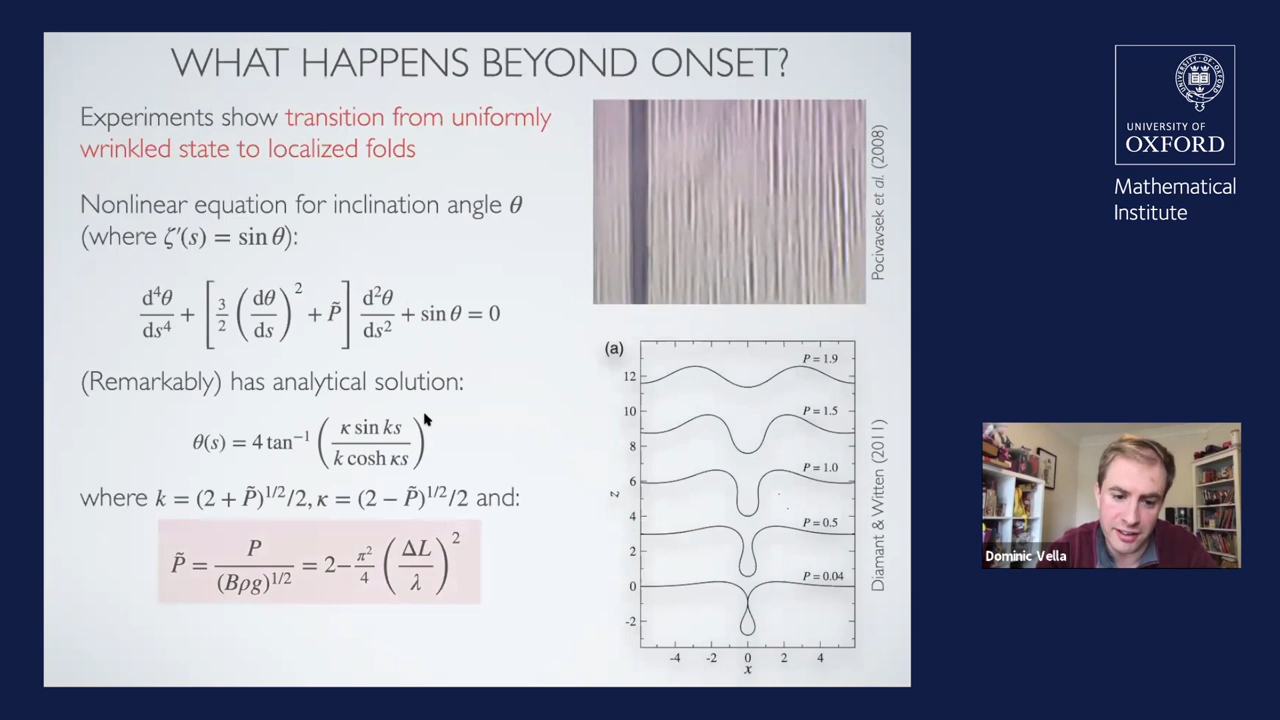 WHAT HAPPENS BEYOND ONSET?
Experiments show transition from uniformly
wrinkled state to localized folds
Nonlinear equation for inclination angle θ
(where ζ′(s) = sin θ):
d⁴θ/ds⁴ + [3/2 (dθ/ds)² + P̃] d²θ/ds² + sin θ = 0
(Remarkably) has analytical solution:
θ(s) = 4 tan⁻¹ (κ sin ks / k cosh κs)
where k = (2 + P̃)^1/2/2, κ = (2 − P̃)^1/2/2 and:
P̃ = P/(Bρg)^1/2 = 2−π²/4 (ΔL/λ)²
Pocivavsek et al. (2008)
(a)
P = 1.9
P = 1.5
P = 1.0
P = 0.5
P = 0.04
12
10
8
6
4
2
0
-2
z
-4 -2 0 2 4
x
Diamant & Witten (2011)
UNIVERSITY OF OXFORD
UNIVERSITY OF
OXFORD
Mathematical
Institute
Dominic Vella